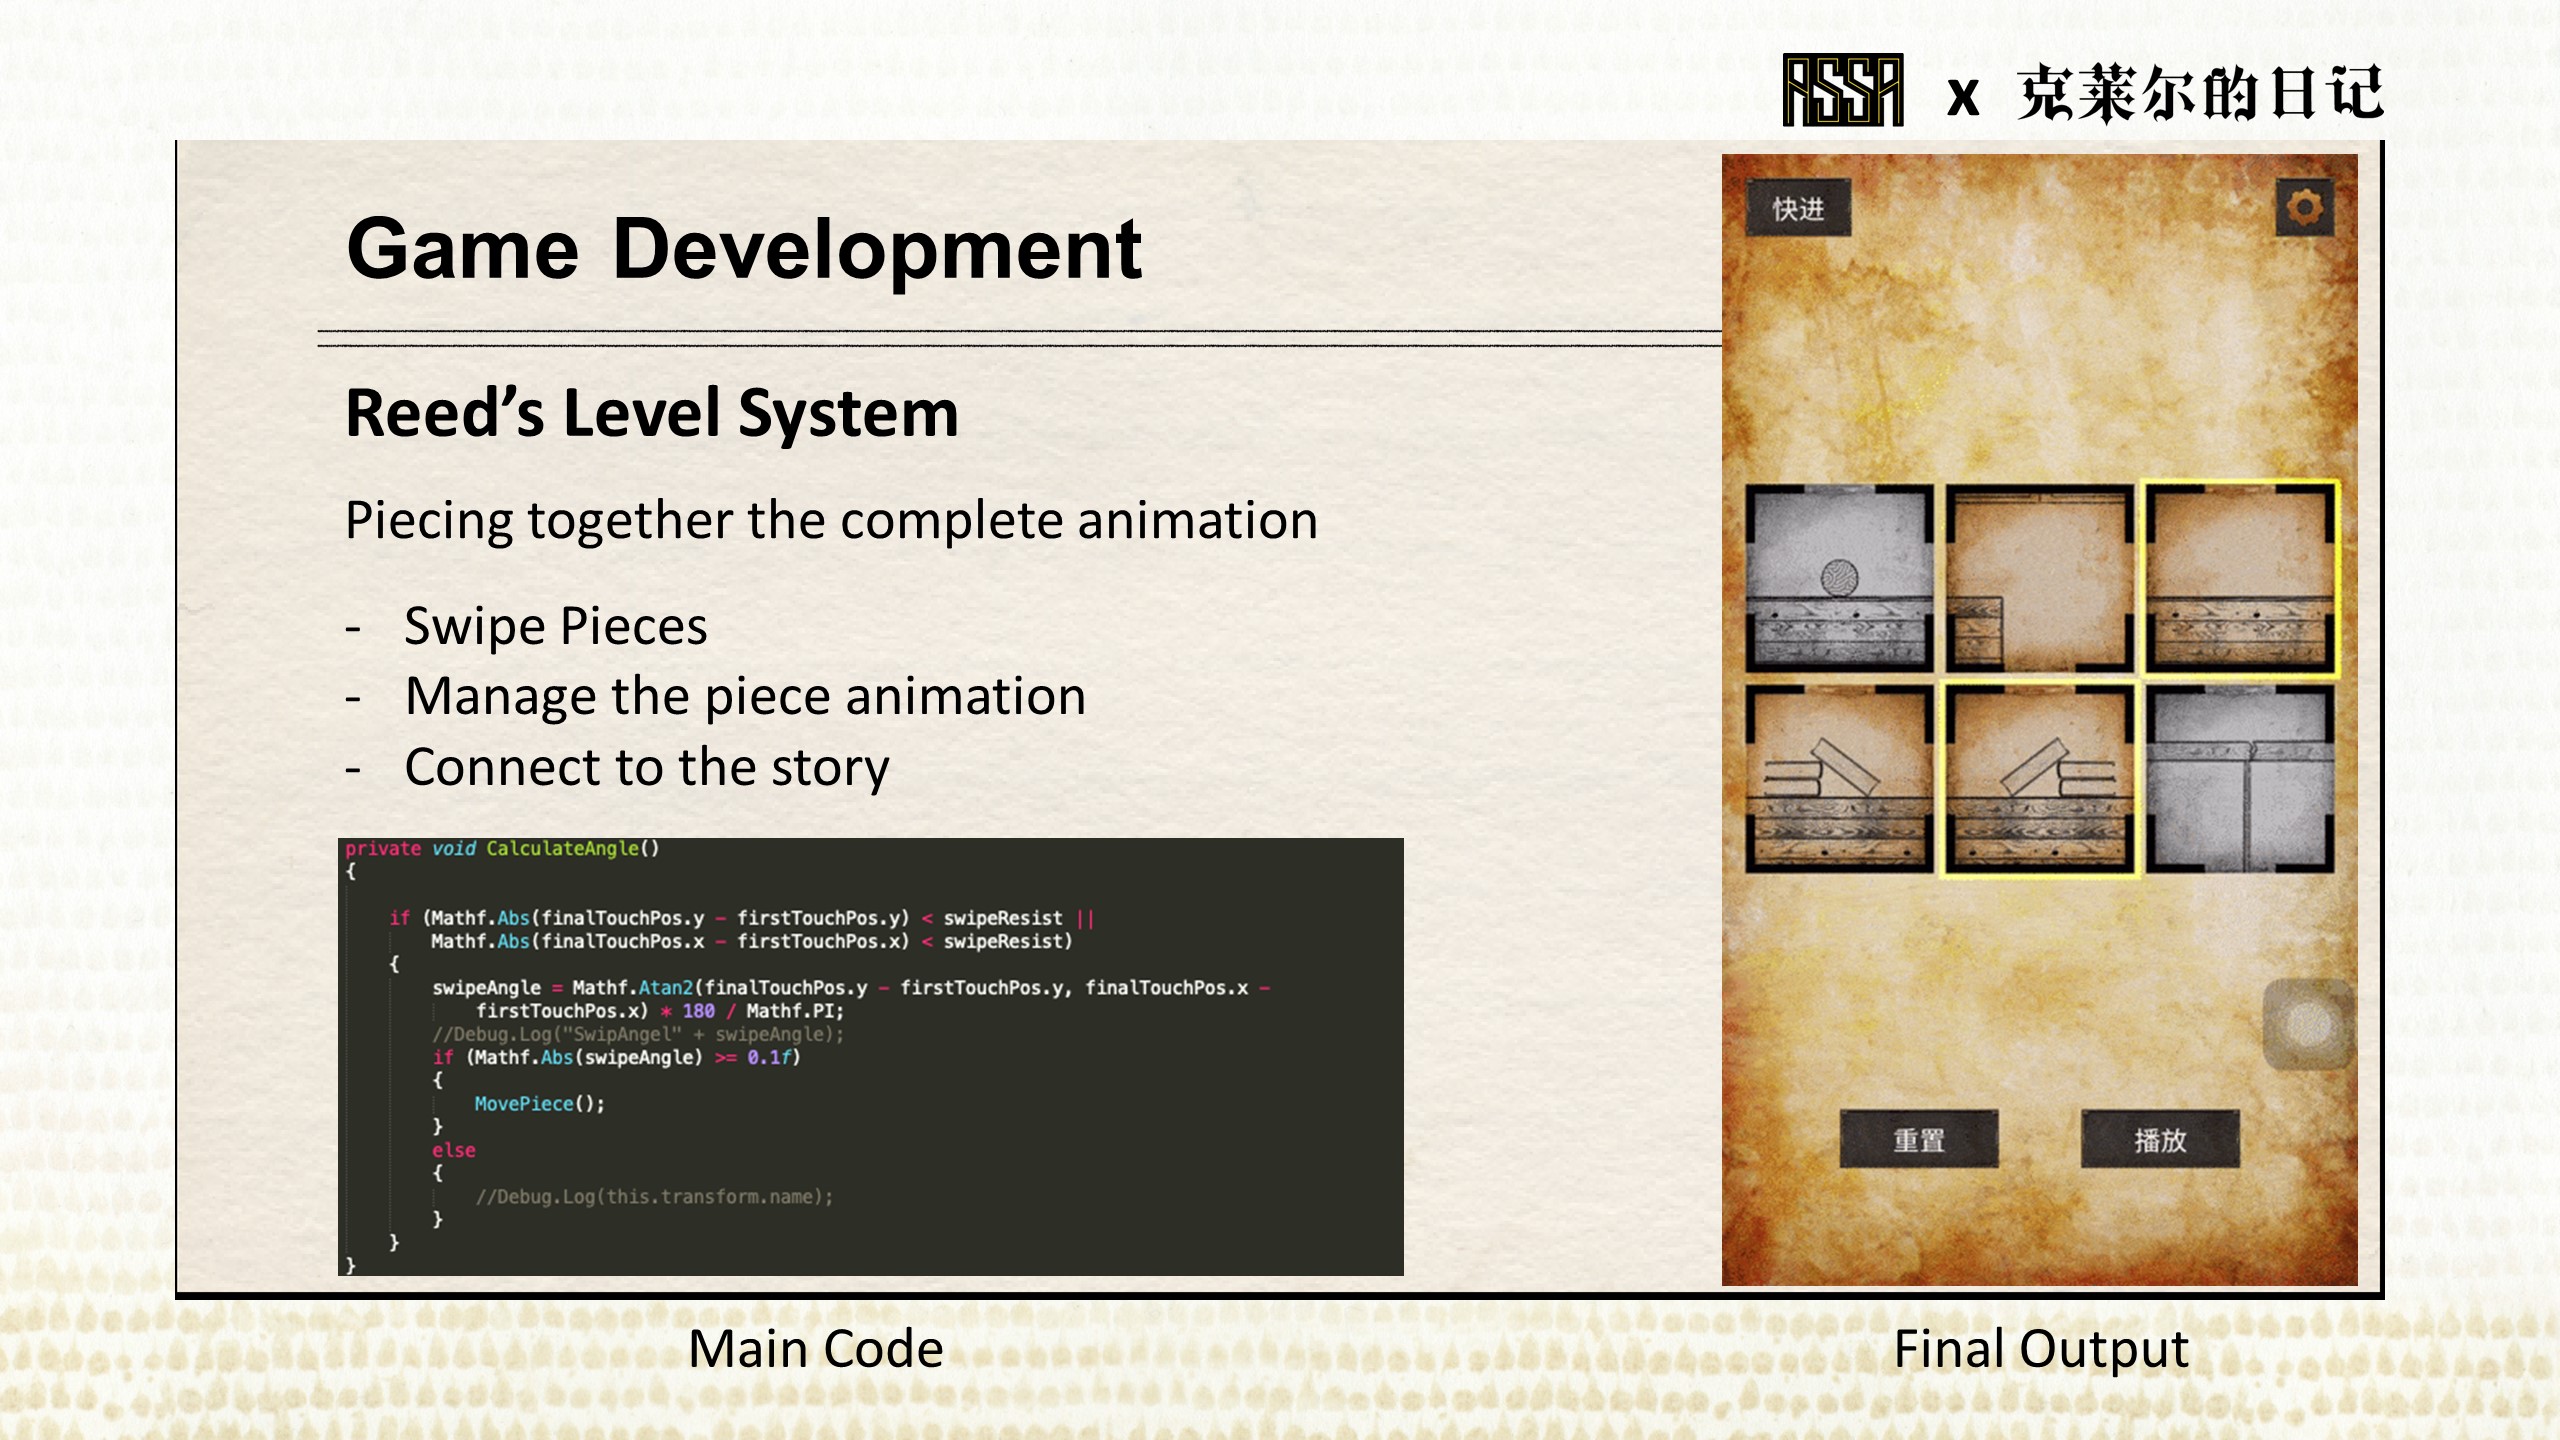 ASSA x 克莱尔的日记
Game Development
Reed’s Level System
Piecing together the complete animation
- Swipe Pieces
- Manage the piece animation
- Connect to the story
private void CalculateAngle()
{
if (Mathf.Abs(finalTouchPos.y - firstTouchPos.y) < swipeResist ||
Mathf.Abs(finalTouchPos.x - firstTouchPos.x) < swipeResist)
{
swipeAngle = Mathf.Atan2(finalTouchPos.y - firstTouchPos.y, finalTouchPos.x -
firstTouchPos.x) * 180 / Mathf.PI;
//Debug.Log("SwipAngel" + swipeAngle);
if (Mathf.Abs(swipeAngle) >= 0.1f)
{
MovePiece();
}
else
{
//Debug.Log(this.transform.name);
}
}
}
快进
重置
播放
Main Code
Final Output